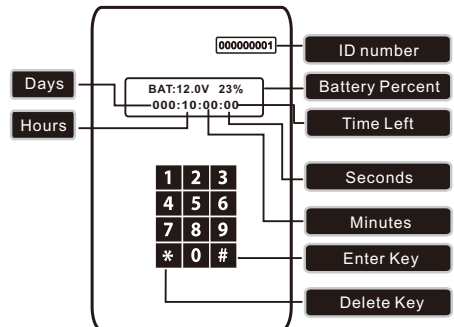 000000001
ID number
Days
BAT:12.0V 23%
Battery Percent
000:10:00:00
Time Left
Hours
Seconds
1 2 3
4 5 6
7 8 9
* 0 #
Minutes
Enter Key
Delete Key